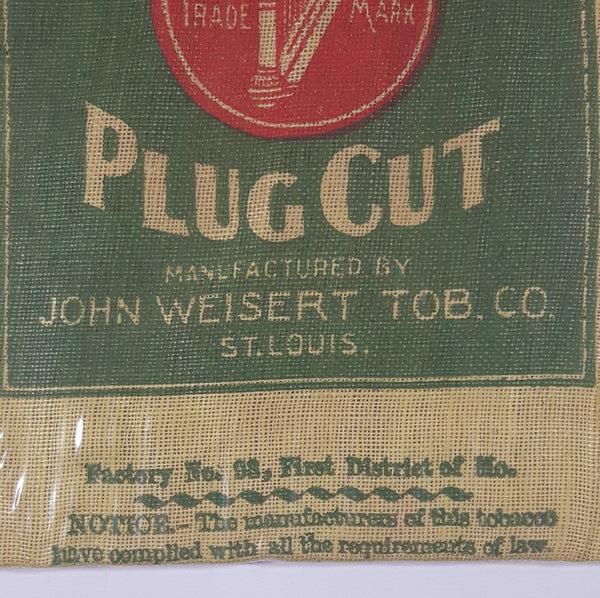 TRADE MARK
PLUG CUT
MANUFACTURED BY
JOHN WEISERT TOB. CO.
ST. LOUIS,
Factory No. 93, First District of Mo.
NOTICE.- The manufacturers of this tobacco
have complied with all the requirements of law.